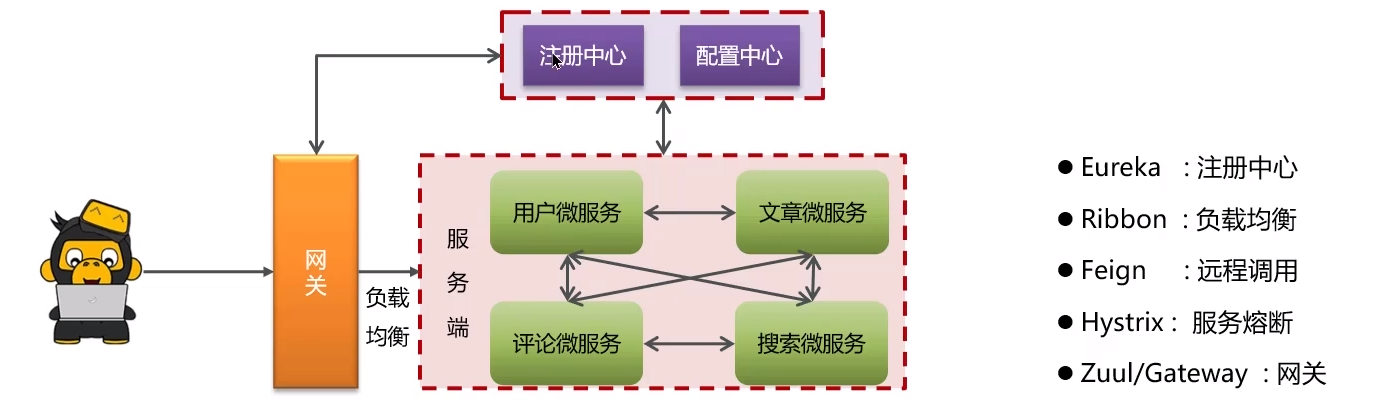 注册中心
配置中心
网关
负载
均衡
服务端
用户微服务
文章微服务
评论微服务
搜索微服务
● Eureka : 注册中心
● Ribbon : 负载均衡
● Feign : 远程调用
● Hystrix : 服务熔断
● Zuul/Gateway : 网关